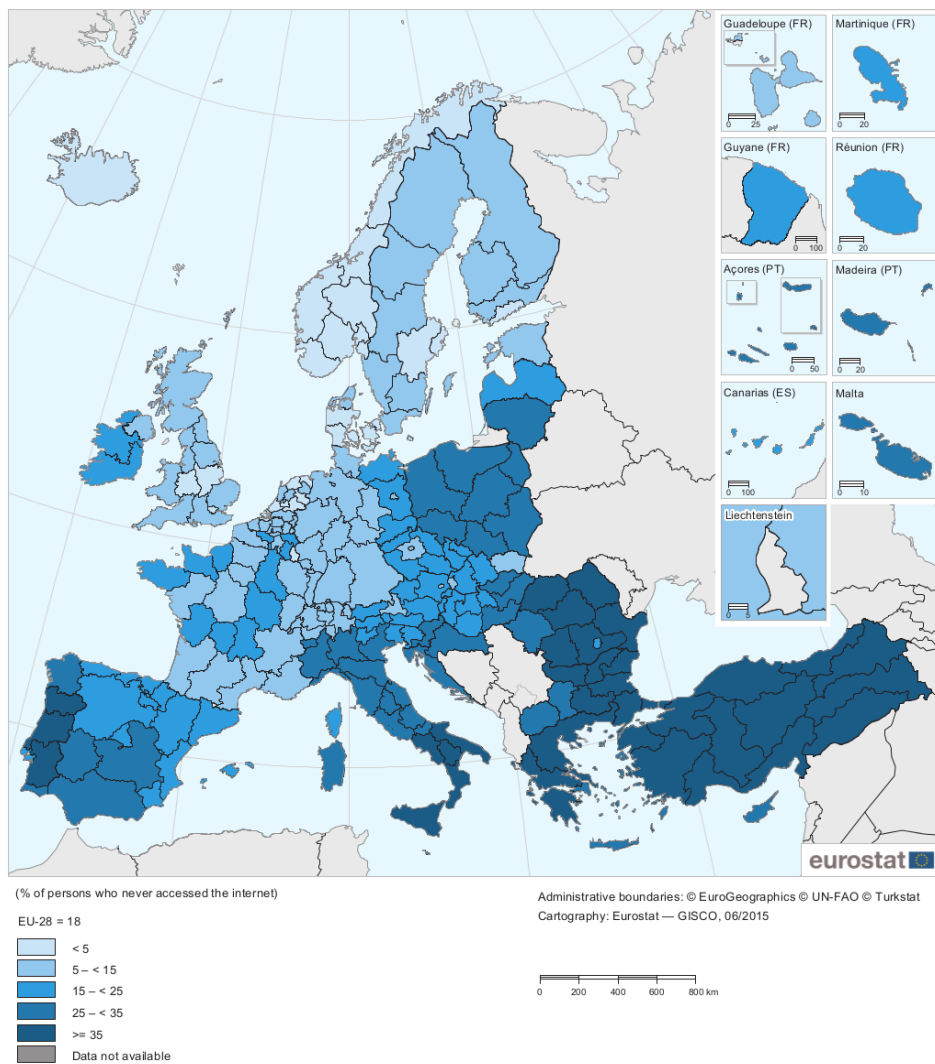 Guadeloupe (FR)
0 25
Martinique (FR)
0 20
Guyane (FR)
0 100
Réunion (FR)
0 20
Açores (PT)
0 50
Madeira (PT)
0 20
Canarias (ES)
0 100
Malta
0 10
Liechtenstein
0 5
eurostat
(% of persons who never accessed the internet)
EU-28 = 18
< 5
5 – < 15
15 – < 25
25 – < 35
>= 35
Data not available
Administrative boundaries: © EuroGeographics © UN-FAO © Turkstat
Cartography: Eurostat — GISCO, 06/2015
0 200 400 600 800 km